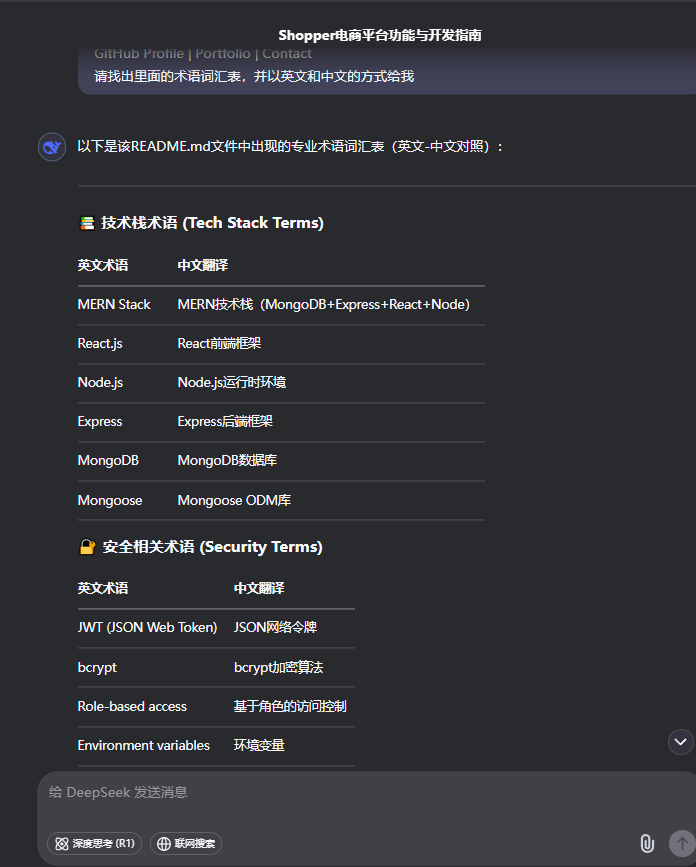 Shopper电商平台功能与开发指南
GitHub Profile | Portfolio | Contact
请找出里面的术语词汇表，并以英文和中文的方式给我
以下是该README.md文件中出现的专业术语词汇表（英文-中文对照）：
技术栈术语 (Tech Stack Terms)
英文术语 中文翻译
MERN Stack MERN技术栈（MongoDB+Express+React+Node）
React.js React前端框架
Node.js Node.js运行时环境
Express Express后端框架
MongoDB MongoDB数据库
Mongoose Mongoose ODM库
安全相关术语 (Security Terms)
英文术语 中文翻译
JWT (JSON Web Token) JSON网络令牌
bcrypt bcrypt加密算法
Role-based access 基于角色的访问控制
Environment variables 环境变量
给 DeepSeek 发送消息
深度思考 (R1) 联网搜索